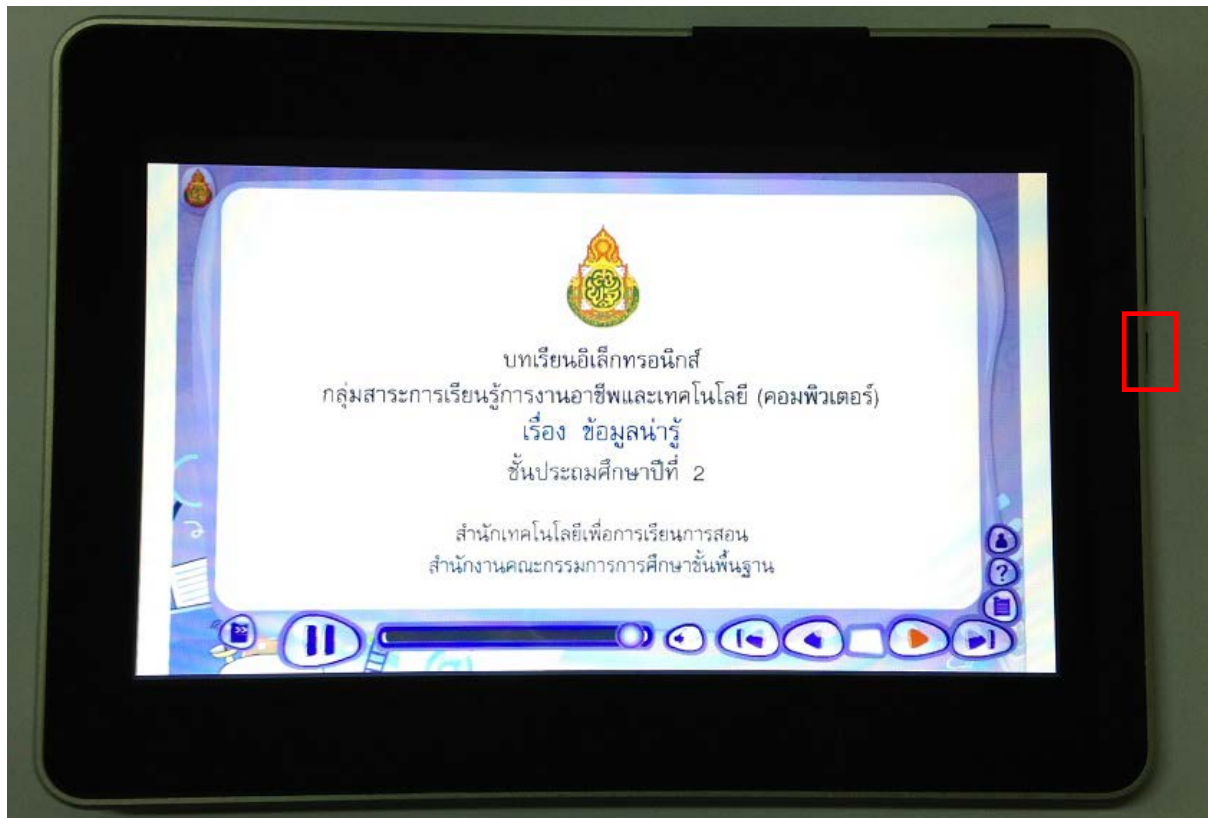 บทเรียนอิเล็กทรอนิกส์
กลุ่มสาระการเรียนรู้การงานอาชีพและเทคโนโลยี (คอมพิวเตอร์)
เรื่อง ข้อมูลน่ารู้
ชั้นประถมศึกษาปีที่ 2
สำนักเทคโนโลยีเพื่อการเรียนการสอน
สำนักงานคณะกรรมการการศึกษาขั้นพื้นฐาน
?